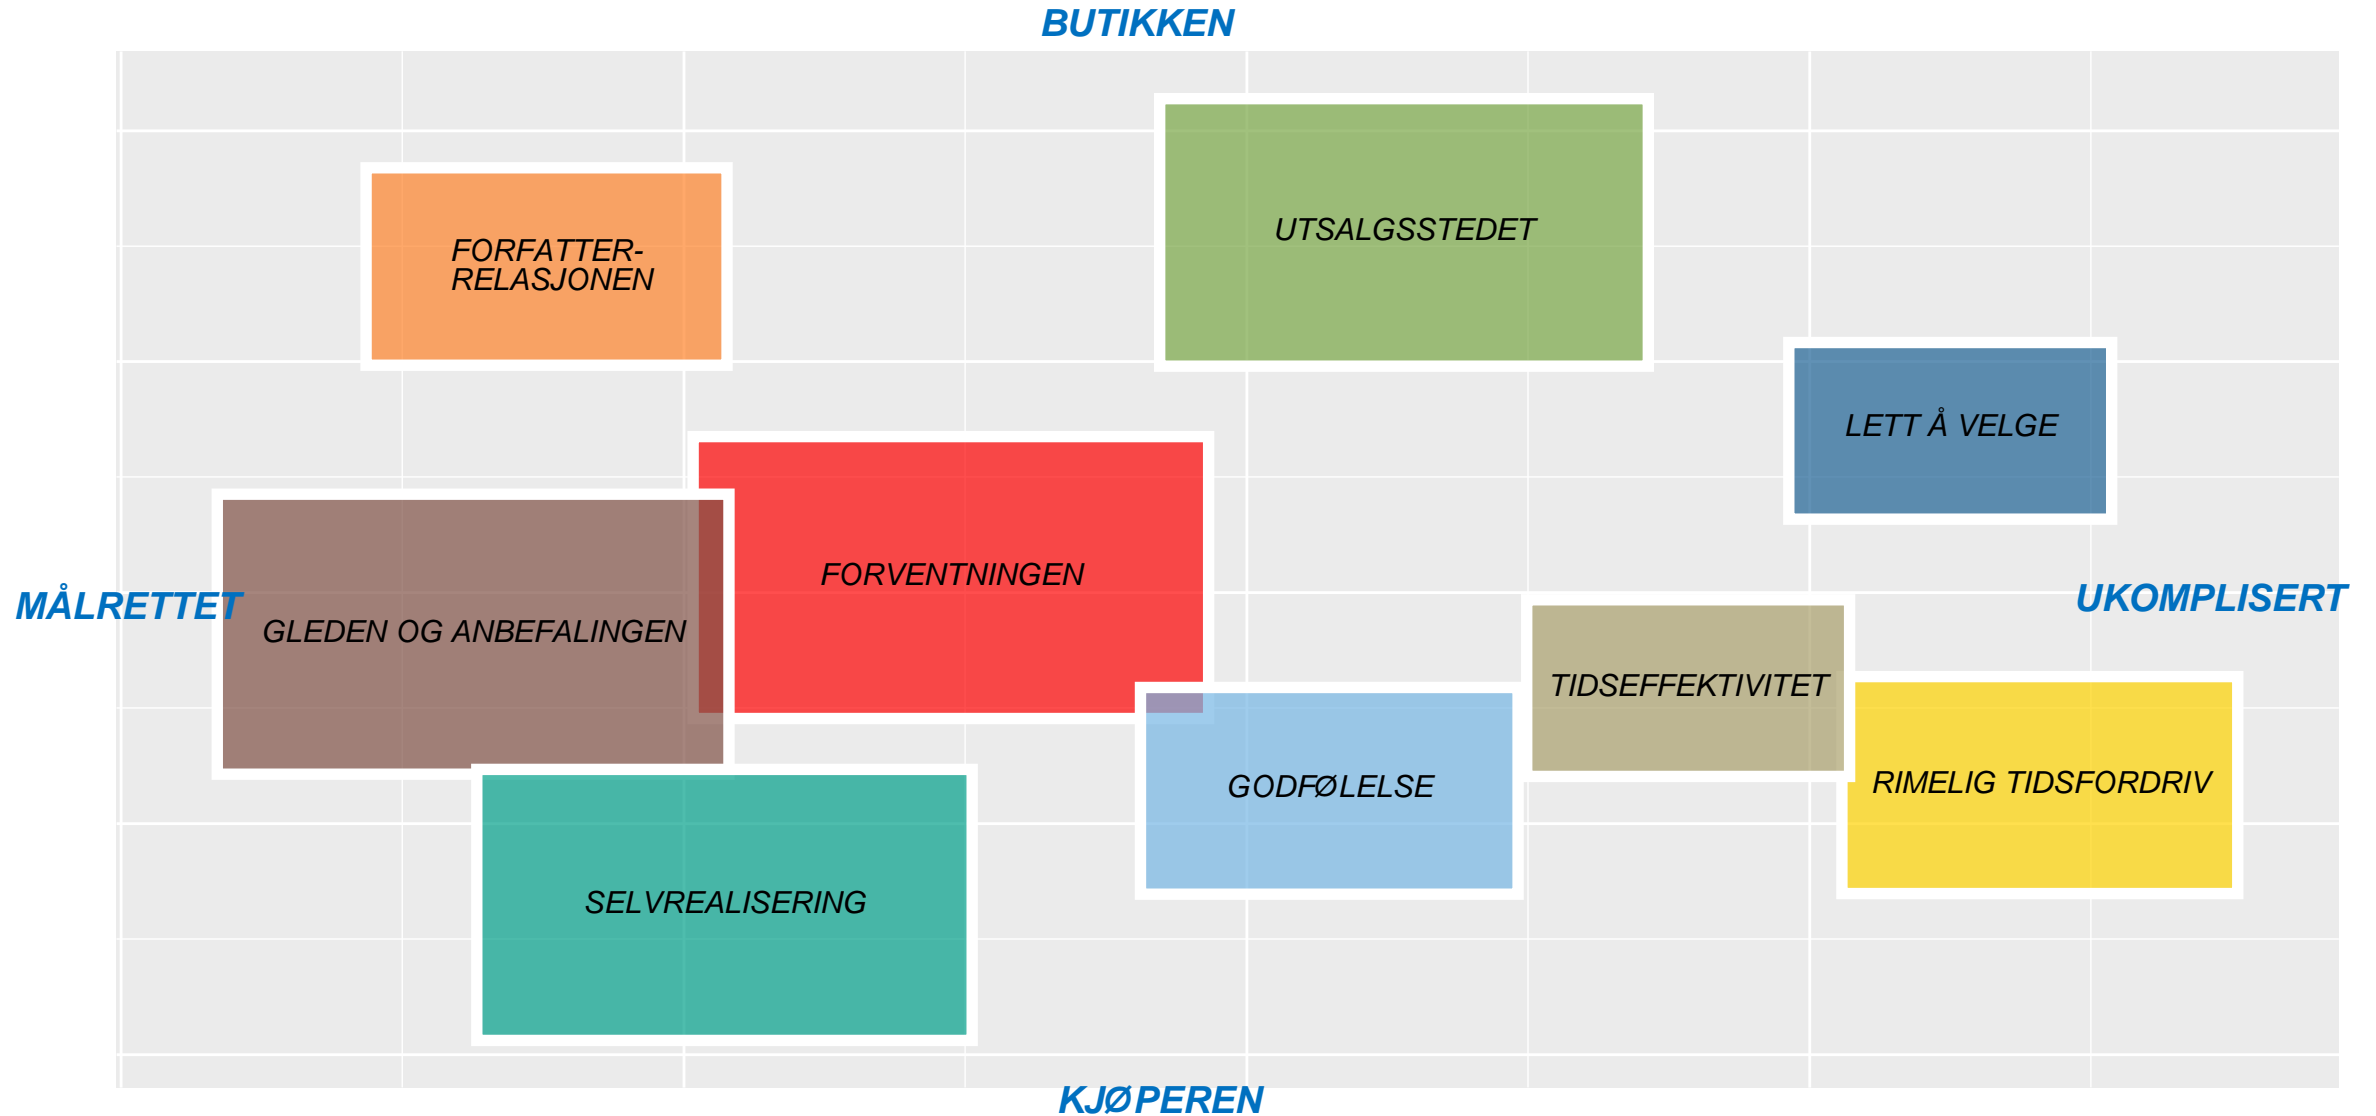 BUTIKKEN
UTSALGSSTEDET
FORFATTER-
RELASJONEN
LETT Å VELGE
FORVENTNINGEN
MÅLRETTET
UKOMPLISERT
GLEDEN OG ANBEFALINGEN
TIDSEFFEKTIVITET
GODFØLELSE
RIMELIG TIDSFORDRIV
SELVREALISERING
KJØPEREN